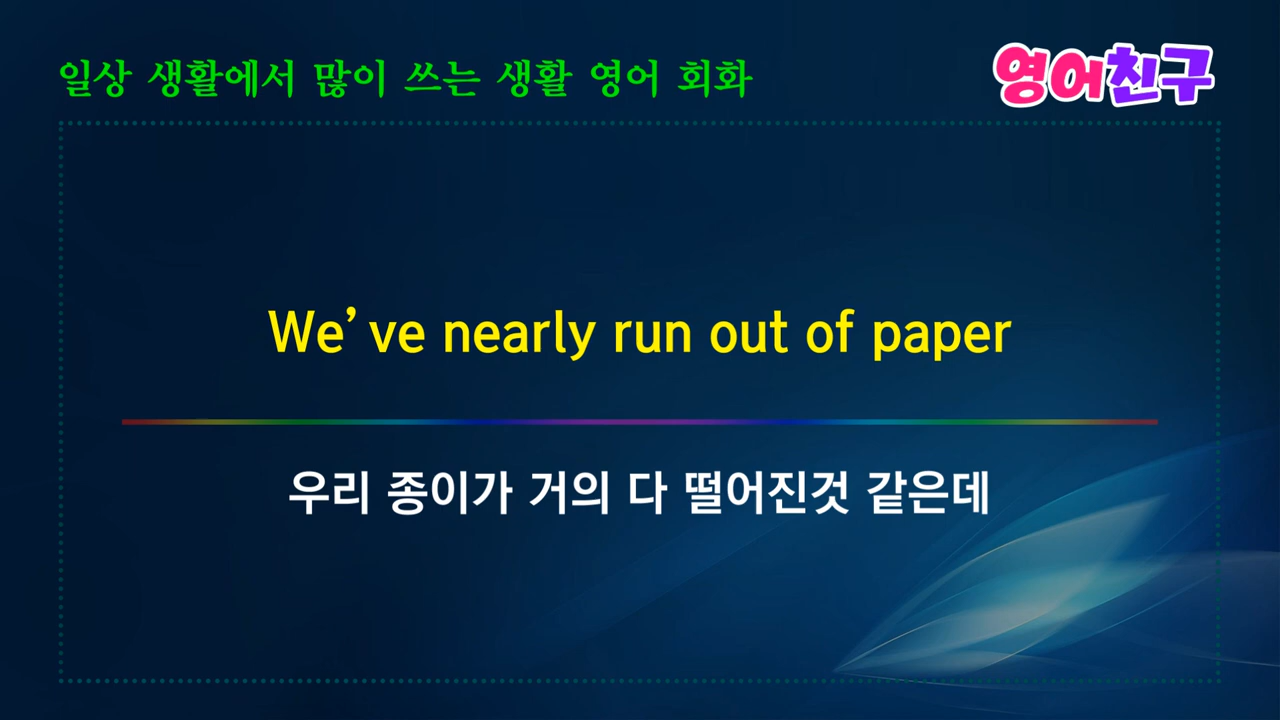 일상 생활에서 많이 쓰는 생활 영어 회화
영어친구
We've nearly run out of paper
우리 종이가 거의 다 떨어진것 같은데